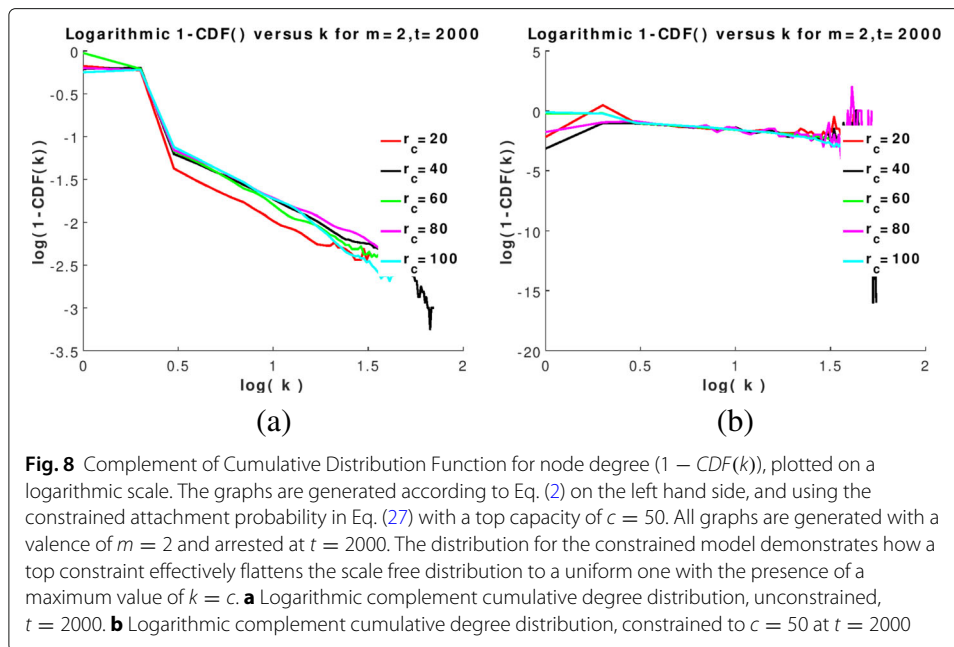 Logarithmic 1-CDF() versus k for m=2,t= 2000
0
-0.5
-1
-1.5
-2
-2.5
-3
-3.5
log(1-CDF(k))
r_c = 20
r_c = 40
r_c = 60
r_c = 80
r_c = 100
0
0.5
1
1.5
2
log( k )
(a)
Logarithmic 1-CDF() versus k for m=2,t= 2000
5
0
-5
-10
-15
-20
log(1-CDF(k))
r_c = 20
r_c = 40
r_c = 60
r_c = 80
r_c = 100
0
0.5
1
1.5
2
log( k )
(b)
Fig. 8 Complement of Cumulative Distribution Function for node degree (1 − CDF(k)), plotted on a
logarithmic scale. The graphs are generated according to Eq. (2) on the left hand side, and using the
constrained attachment probability in Eq. (27) with a top capacity of c = 50. All graphs are generated with a
valence of m = 2 and arrested at t = 2000. The distribution for the constrained model demonstrates how a
top constraint effectively flattens the scale free distribution to a uniform one with the presence of a
maximum value of k = c. a Logarithmic complement cumulative degree distribution, unconstrained,
t = 2000. b Logarithmic complement cumulative degree distribution, constrained to c = 50 at t = 2000